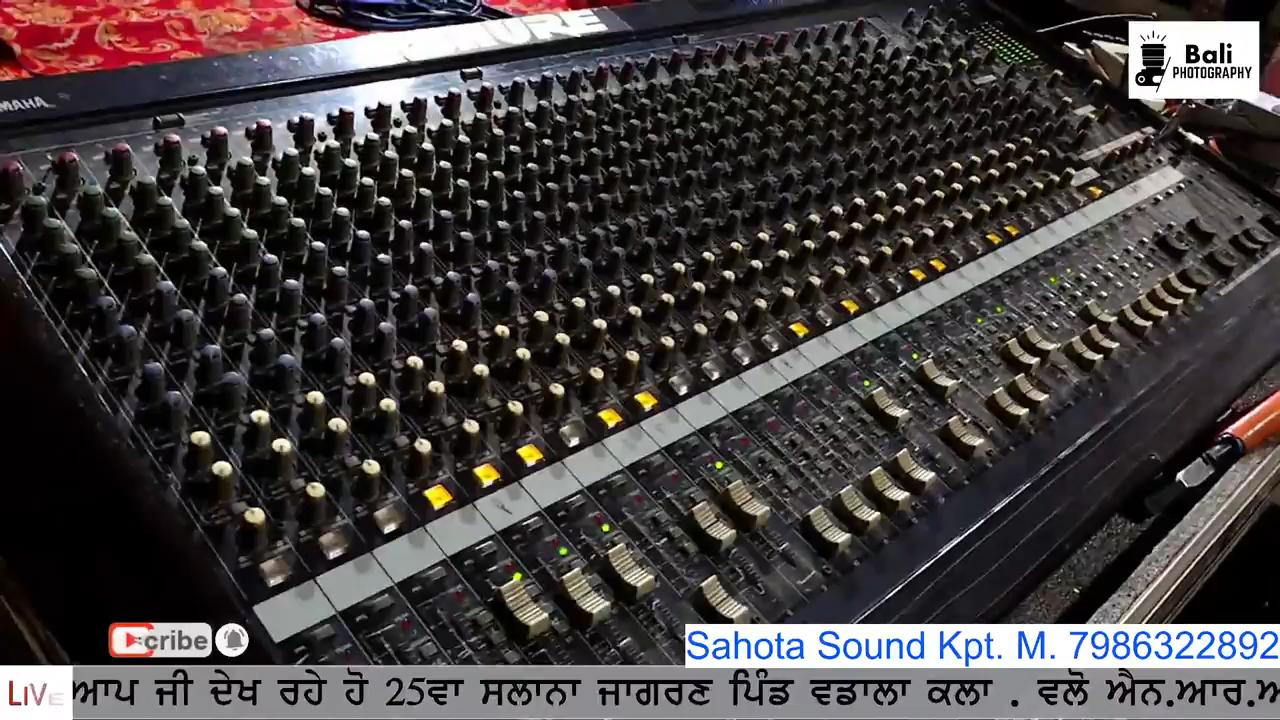 SHURE
YAMAHA
Bali
PHOTOGRAPHY
cribe
Sahota Sound Kpt. M. 7986322892
LIVE
ਆਪ ਜੀ ਦੇਖ ਰਹੇ ਹੋ 25ਵਾ ਸਲਾਨਾ ਜਾਗਰਣ ਪਿੰਡ ਵਡਾਲਾ ਕਲਾ . ਵਲੋ ਐਨ.ਆਰ.ਅ